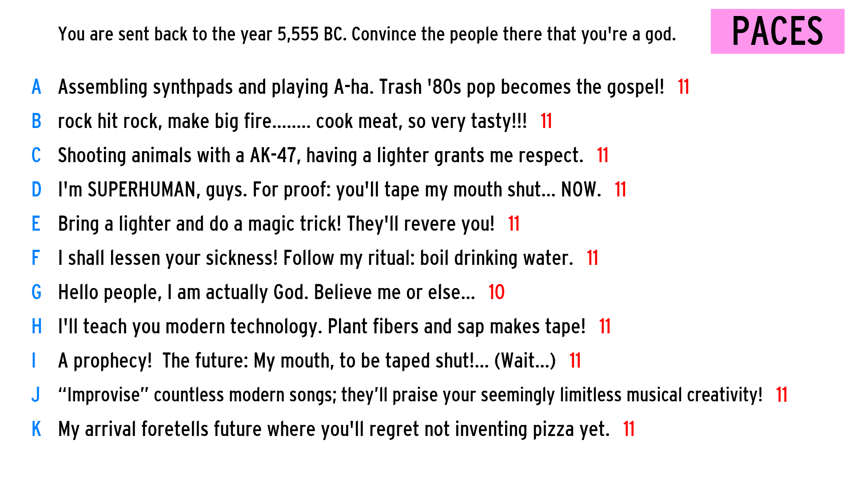 You are sent back to the year 5,555 BC. Convince the people there that you're a god.
PACES
A Assembling synthpads and playing A-ha. Trash '80s pop becomes the gospel! 11
B rock hit rock, make big fire........ cook meat, so very tasty!!! 11
C Shooting animals with a AK-47, having a lighter grants me respect. 11
D I'm SUPERHUMAN, guys. For proof: you'll tape my mouth shut... NOW. 11
E Bring a lighter and do a magic trick! They'll revere you! 11
F I shall lessen your sickness! Follow my ritual: boil drinking water. 11
G Hello people, I am actually God. Believe me or else... 10
H I'll teach you modern technology. Plant fibers and sap makes tape! 11
I A prophecy!  The future: My mouth, to be taped shut!... (Wait...) 11
J “Improvise” countless modern songs; they’ll praise your seemingly limitless musical creativity! 11
K My arrival foretells future where you'll regret not inventing pizza yet. 11